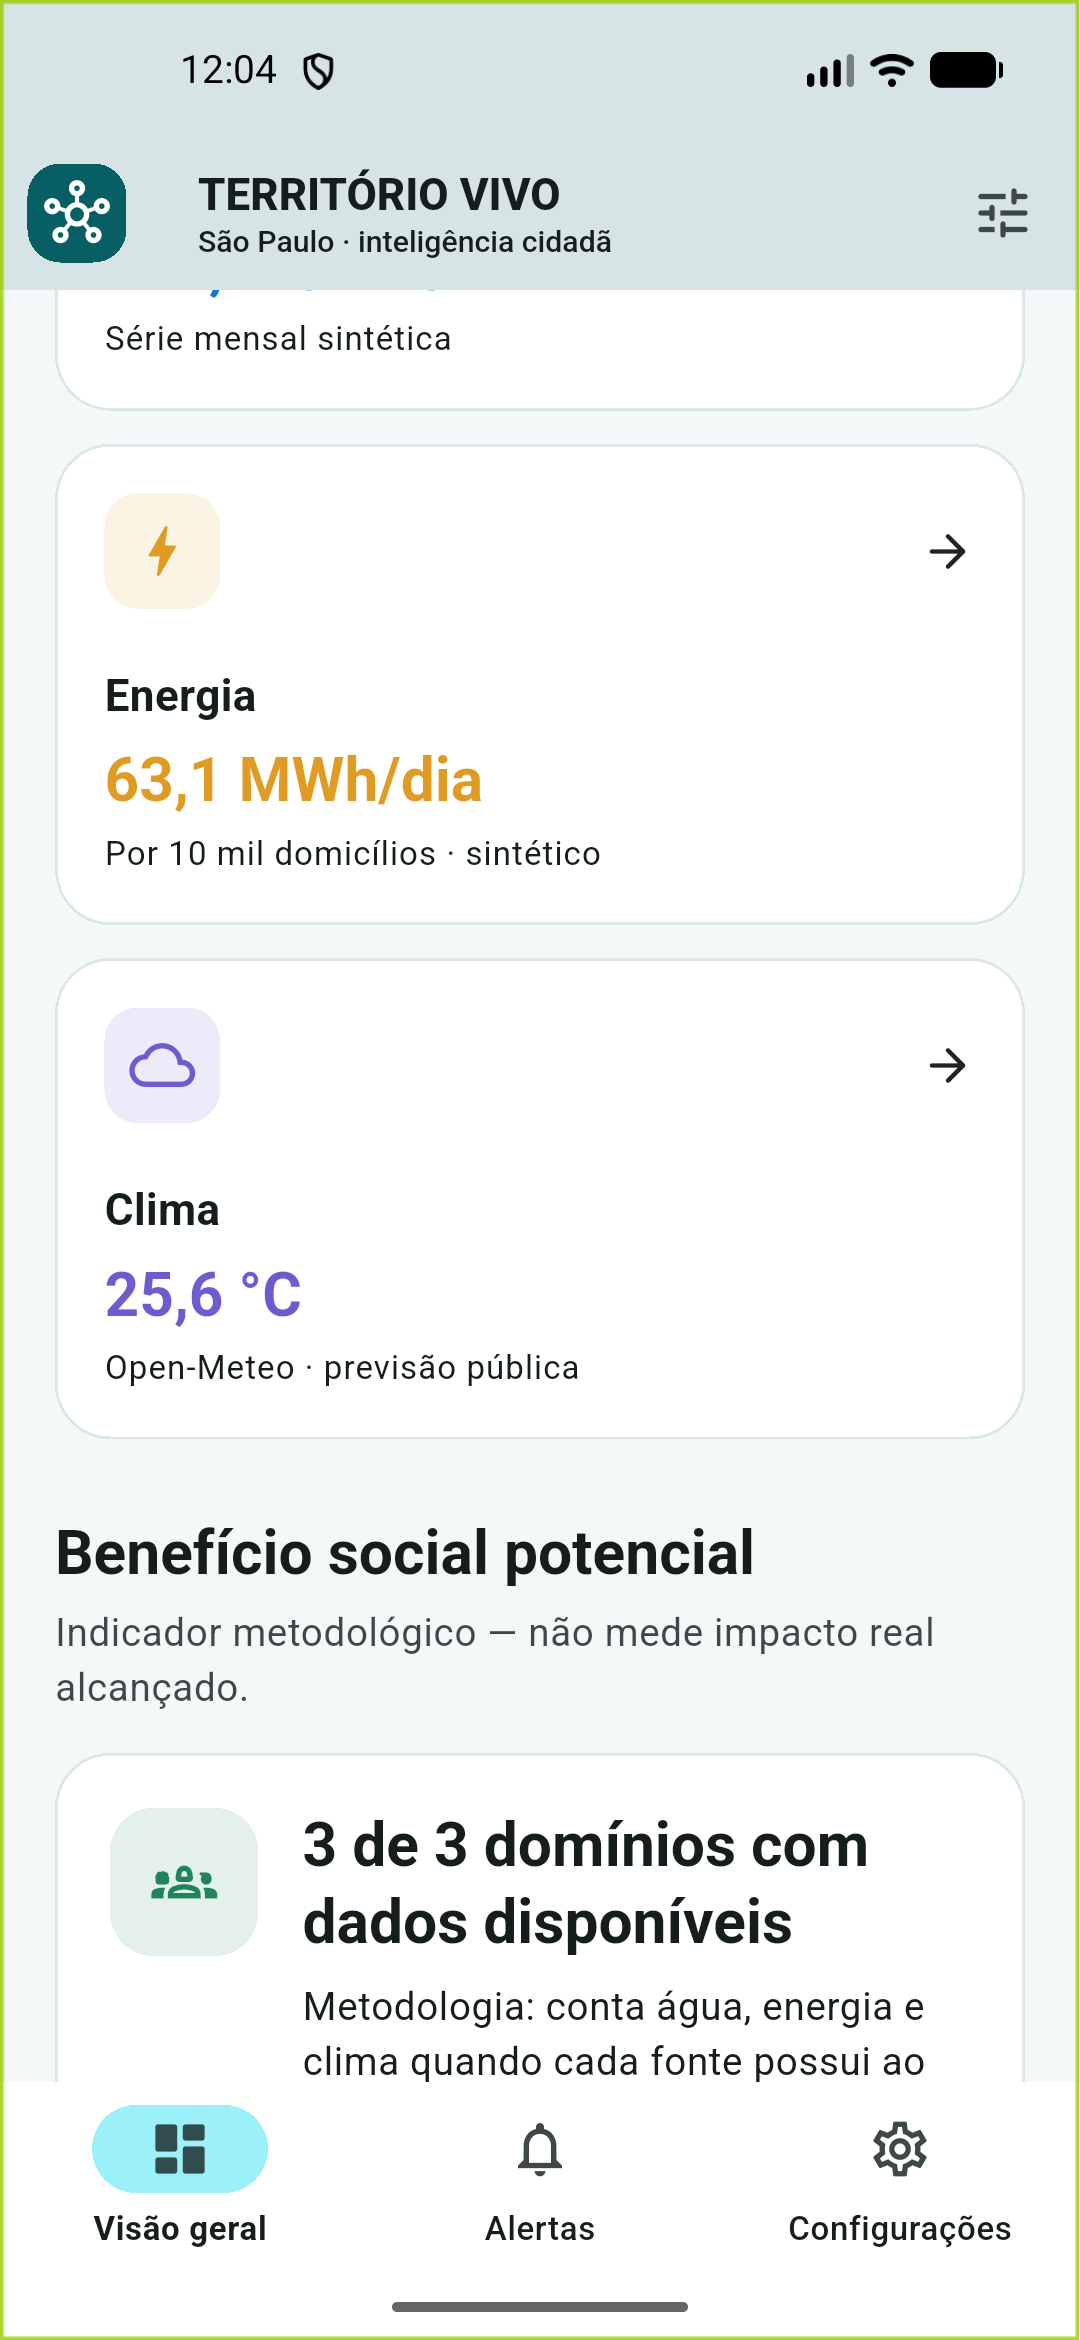 12:04
TERRITÓRIO VIVO
São Paulo · inteligência cidadã
Série mensal sintética
Energia
63,1 MWh/dia
Por 10 mil domicílios · sintético
Clima
25,6 °C
Open-Meteo · previsão pública
Benefício social potencial
Indicador metodológico — não mede impacto real
alcançado.
3 de 3 domínios com
dados disponíveis
Metodologia: conta água, energia e
clima quando cada fonte possui ao
Visão geral
Alertas
Configurações